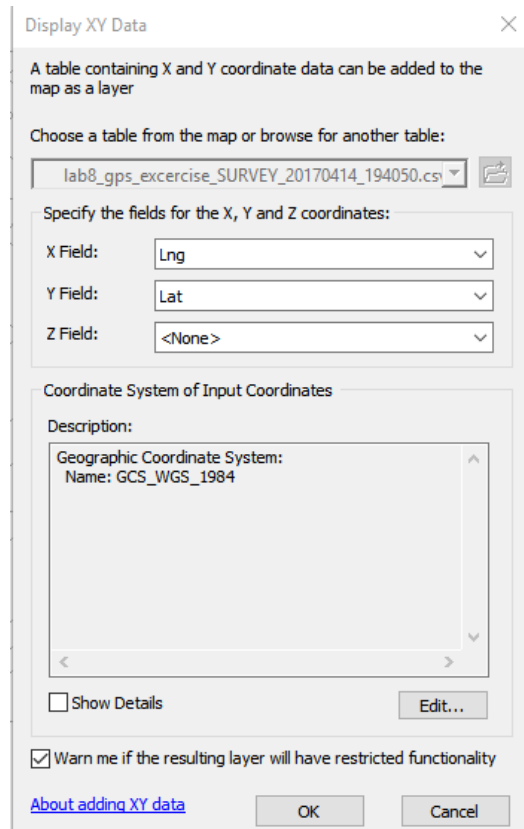 Display XY Data
A table containing X and Y coordinate data can be added to the
map as a layer
Choose a table from the map or browse for another table:
lab8_gps_excercise_SURVEY_20170414_194050.csv
Specify the fields for the X, Y and Z coordinates:
X Field: Lng
Y Field: Lat
Z Field: <None>
Coordinate System of Input Coordinates
Description:
Geographic Coordinate System:
Name: GCS_WGS_1984
Show Details Edit...
Warn me if the resulting layer will have restricted functionality
About adding XY data OK Cancel